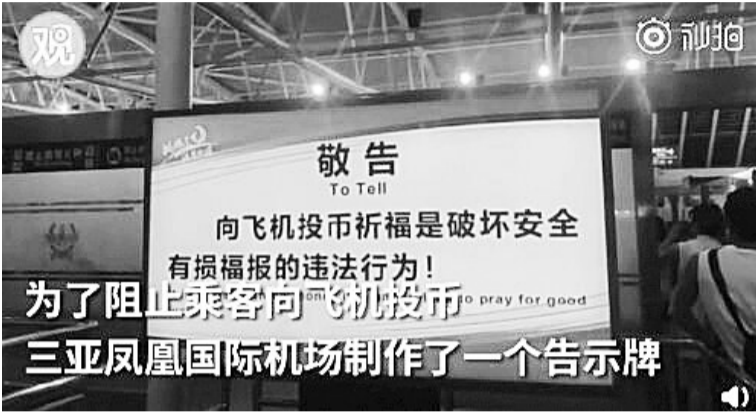 观
秒拍
敬告
To Tell
向飞机投币祈福是破坏安全
有损福报的违法行为！
to pray for good
为了阻止乘客向飞机投币
三亚凤凰国际机场制作了一个告示牌